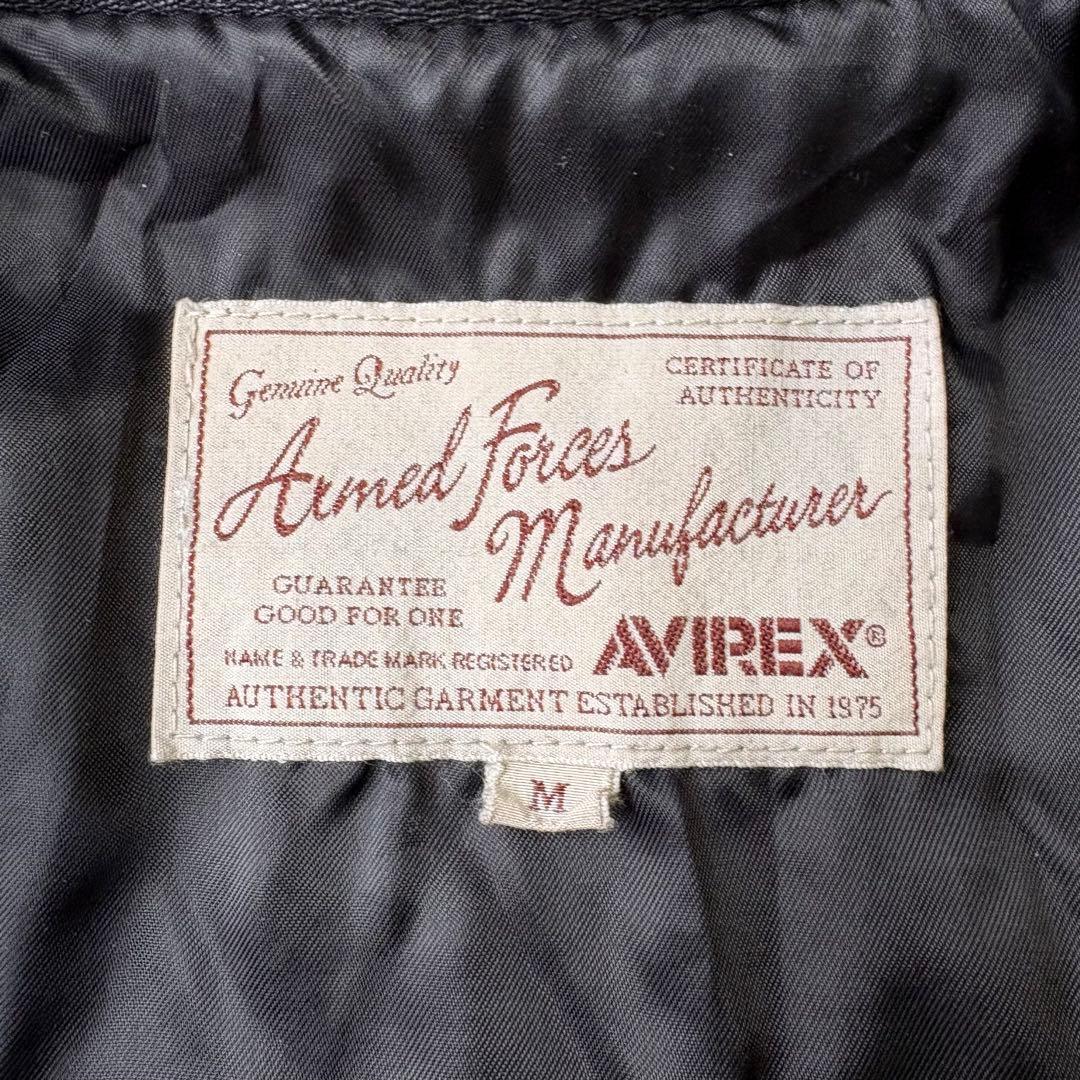 Genuine Quality
CERTIFICATE OF
AUTHENTICITY
Armed Forces
Manufacturer
GUARANTEE
GOOD FOR ONE
NAME & TRADE MARK REGISTERED
AVIREX®
AUTHENTIC GARMENT ESTABLISHED IN 1975
M